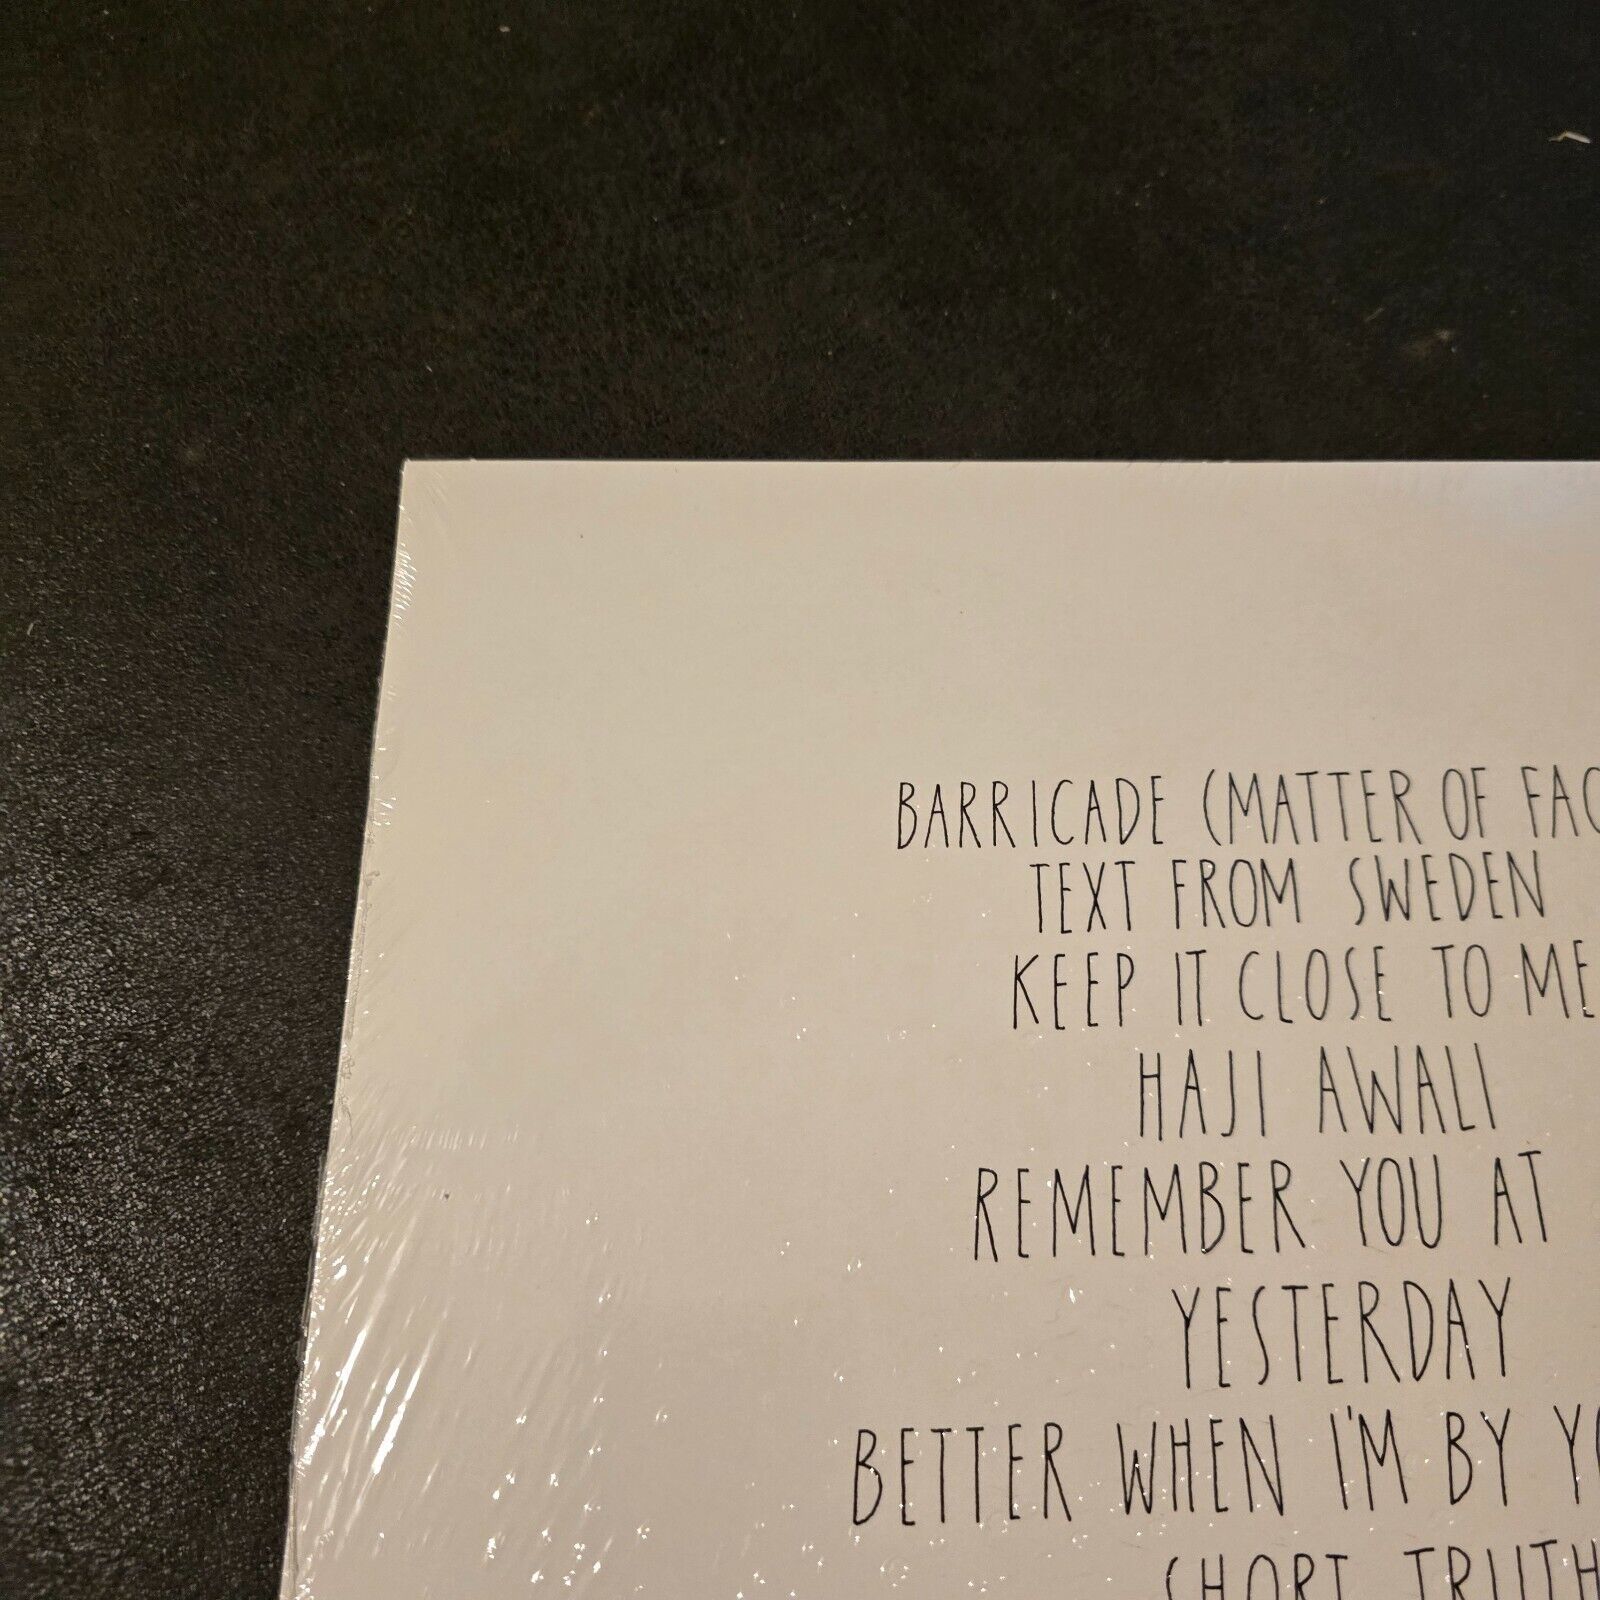 BARRICADE (MATTER OF FAC
TEXT FROM SWEDEN
KEEP IT CLOSE TO ME
HAJI AWALI
REMEMBER YOU AT
YESTERDAY
BETTER WHEN I'M BY YO
SHORT TRUTH